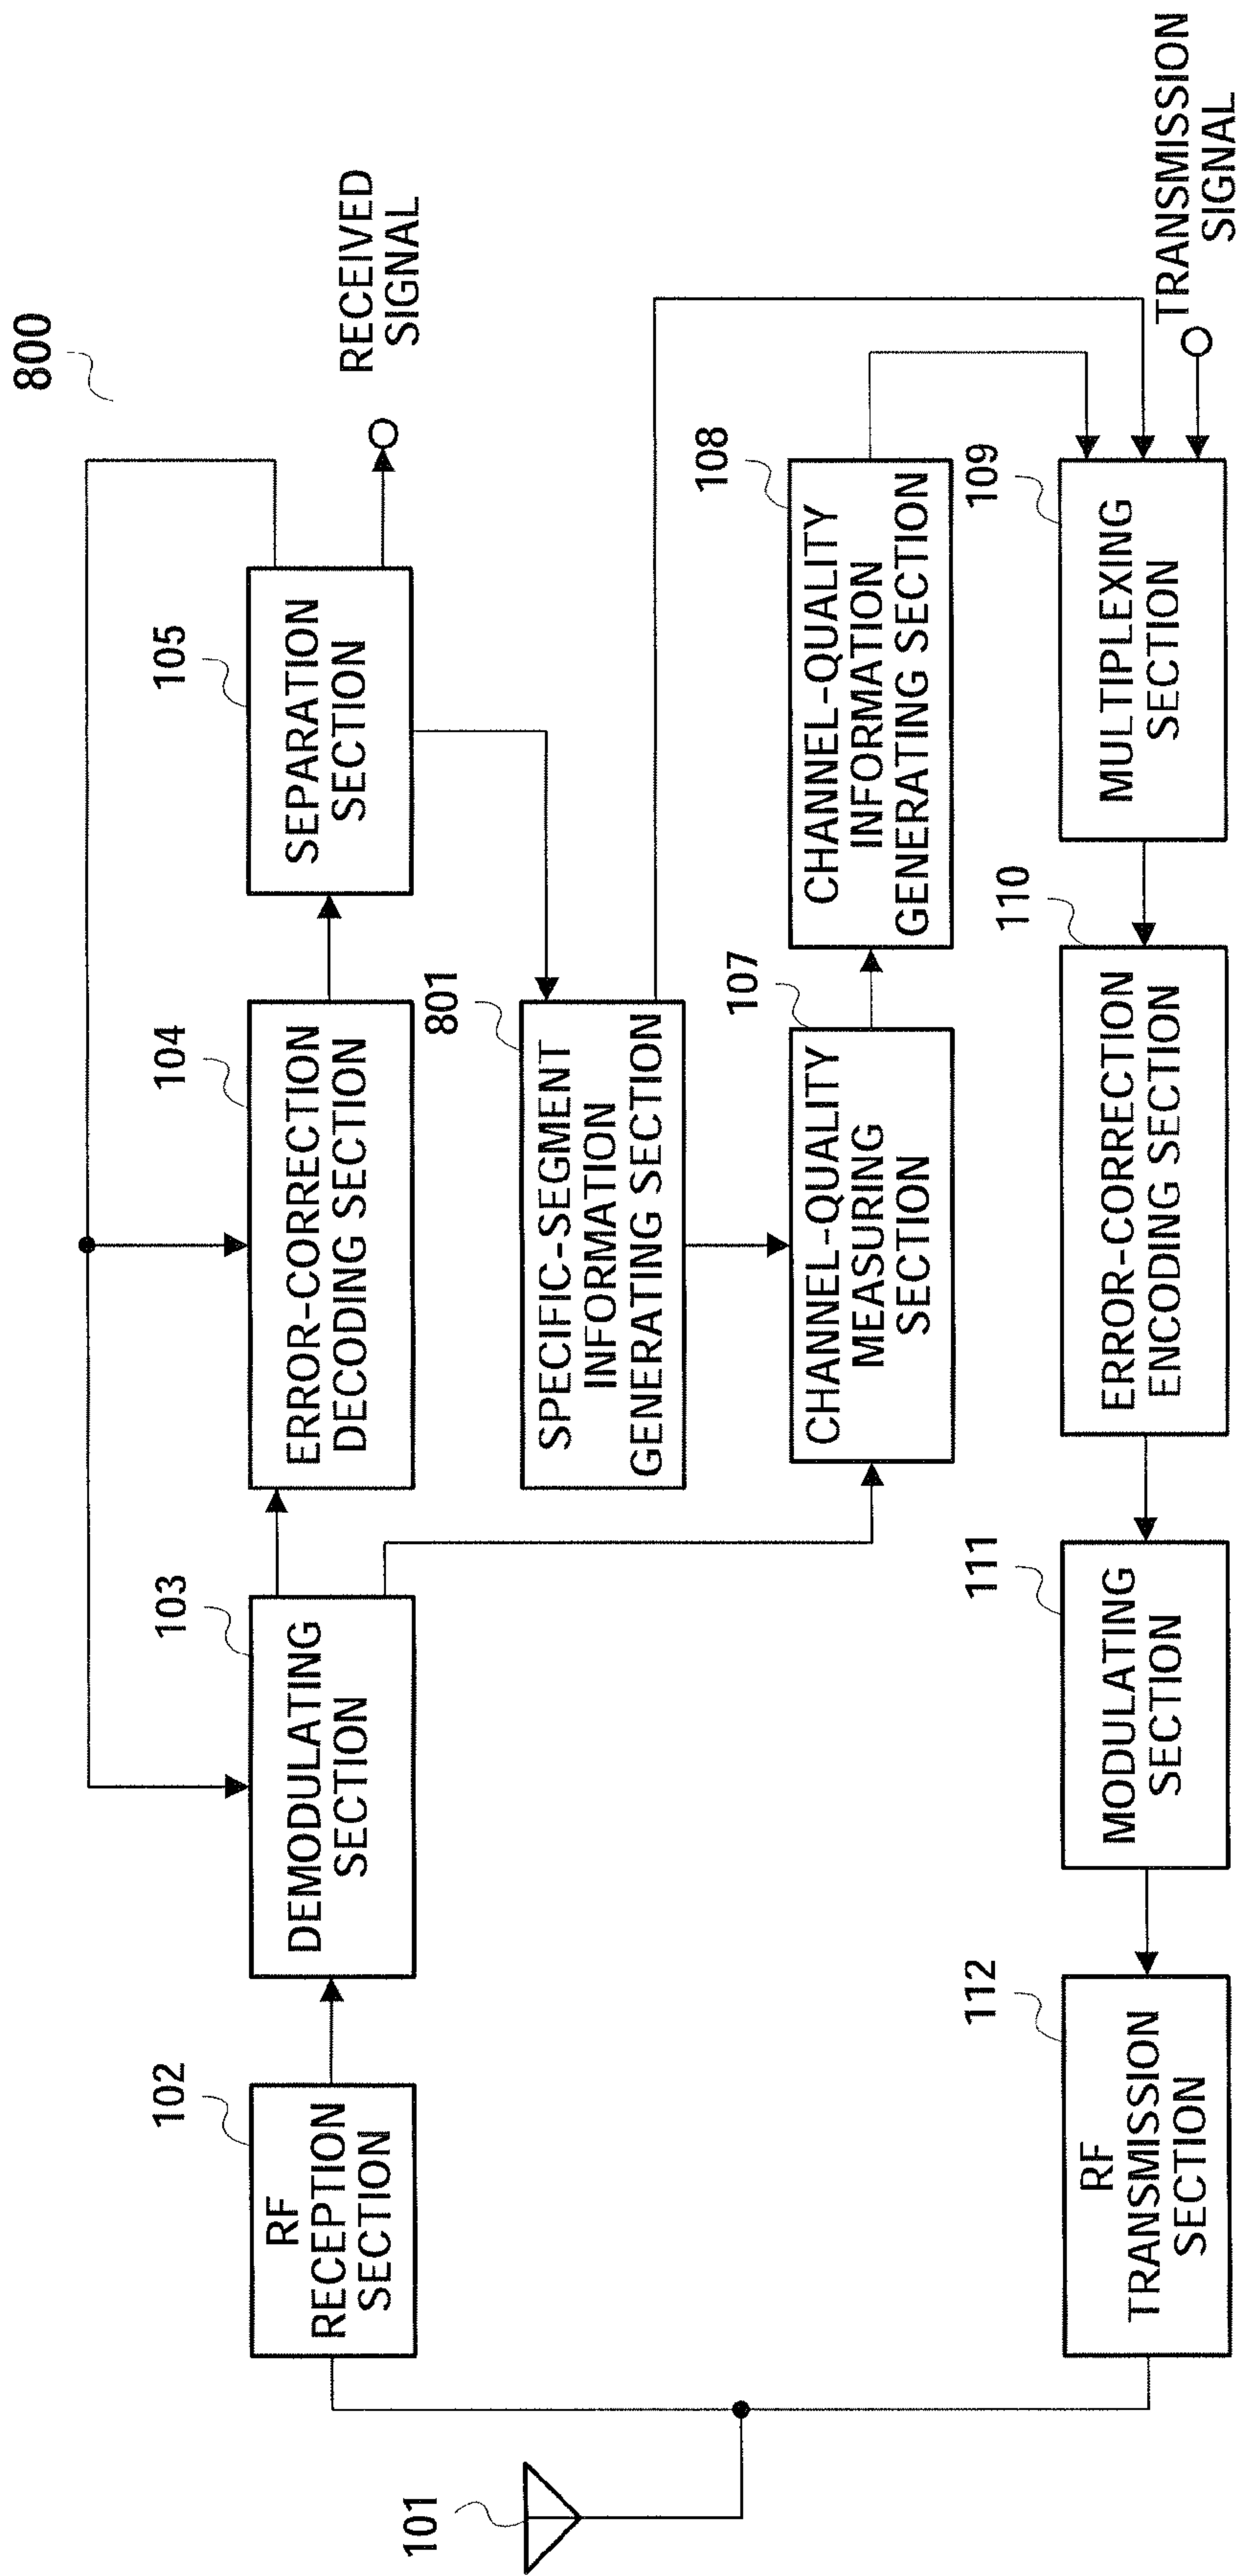 800
101
102
RF
RECEPTION
SECTION
103
DEMODULATING
SECTION
104
ERROR-CORRECTION
DECODING SECTION
105
SEPARATION
SECTION
RECEIVED
SIGNAL
801
SPECIFIC-SEGMENT
INFORMATION
GENERATING SECTION
107
CHANNEL-QUALITY
MEASURING
SECTION
108
CHANNEL-QUALITY
INFORMATION
GENERATING SECTION
112
RF
TRANSMISSION
SECTION
111
MODULATING
SECTION
110
ERROR-CORRECTION
ENCODING SECTION
109
MULTIPLEXING
SECTION
TRANSMISSION
SIGNAL